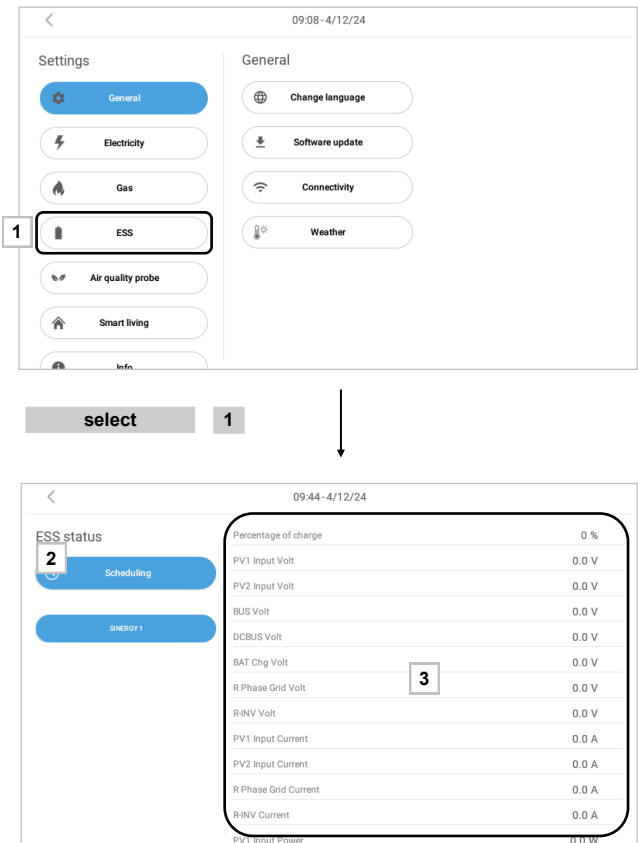 09:08-4/12/24
Settings
General
General
Change language
Electricity
Software update
Gas
Connectivity
1
ESS
Weather
Air quality probe
Smart living
Info
select
1
09:44-4/12/24
ESS status
2
Scheduling
SINERGY 1
Percentage of charge 0 %
PV1 Input Volt 0.0 V
PV2 Input Volt 0.0 V
BUS Volt 0.0 V
DCBUS Volt 0.0 V
BAT Chg Volt 0.0 V
3
R Phase Grid Volt 0.0 V
R-INV Volt 0.0 V
PV1 Input Current 0.0 A
PV2 Input Current 0.0 A
R Phase Grid Current 0.0 A
R-INV Current 0.0 A
PV1 Input Power 0.0 W